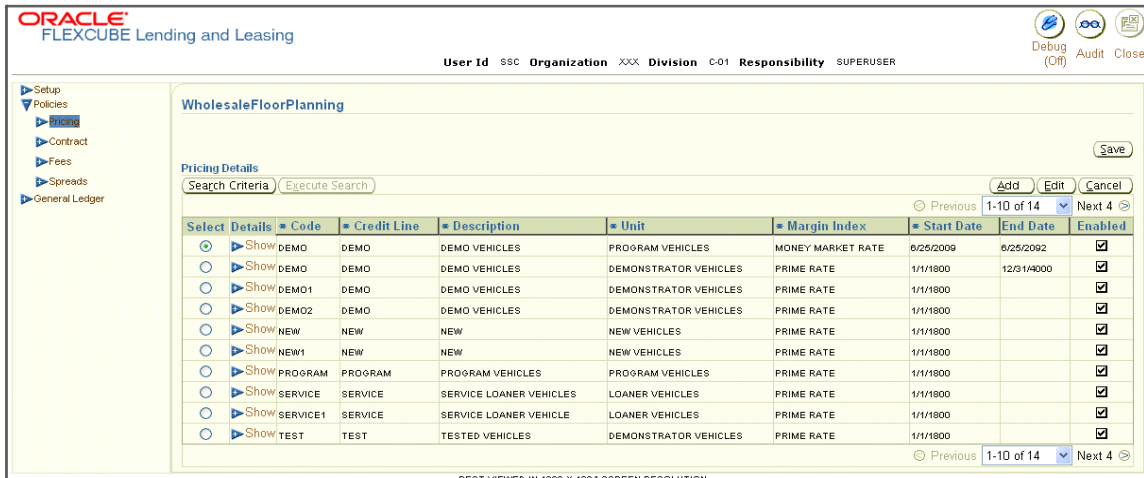 ORACLE
FLEXCUBE Lending and Leasing
Debug (Off) Audit Close
User Id SSC Organization XXX Division C-01 Responsibility SUPERUSER
Setup
Policies
Pricing
Contract
Fees
Spreads
General Ledger
WholesaleFloorPlanning
Save
Pricing Details
Search Criteria Execute Search Add Edit Cancel
Previous 1-10 of 14 Next 4
Select Details * Code * Credit Line * Description * Unit * Margin Index * Start Date End Date Enabled
Show DEMO DEMO DEMO VEHICLES PROGRAM VEHICLES MONEY MARKET RATE 6/25/2009 6/25/2092
Show DEMO DEMO DEMO VEHICLES DEMONSTRATOR VEHICLES PRIME RATE 1/1/1800 12/31/4000
Show DEMO1 DEMO DEMO VEHICLES DEMONSTRATOR VEHICLES PRIME RATE 1/1/1800
Show DEMO2 DEMO DEMO VEHICLES DEMONSTRATOR VEHICLES PRIME RATE 1/1/1800
Show NEW NEW NEW NEW VEHICLES PRIME RATE 1/1/1800
Show NEW1 NEW NEW NEW VEHICLES PRIME RATE 1/1/1800
Show PROGRAM PROGRAM PROGRAM VEHICLES PROGRAM VEHICLES PRIME RATE 1/1/1800
Show SERVICE SERVICE SERVICE LOANER VEHICLES LOANER VEHICLES PRIME RATE 1/1/1800
Show SERVICE1 SERVICE SERVICE LOANER VEHICLE LOANER VEHICLES PRIME RATE 1/1/1800
Show TEST TEST TESTED VEHICLES DEMONSTRATOR VEHICLES PRIME RATE 1/1/1800
Previous 1-10 of 14 Next 4